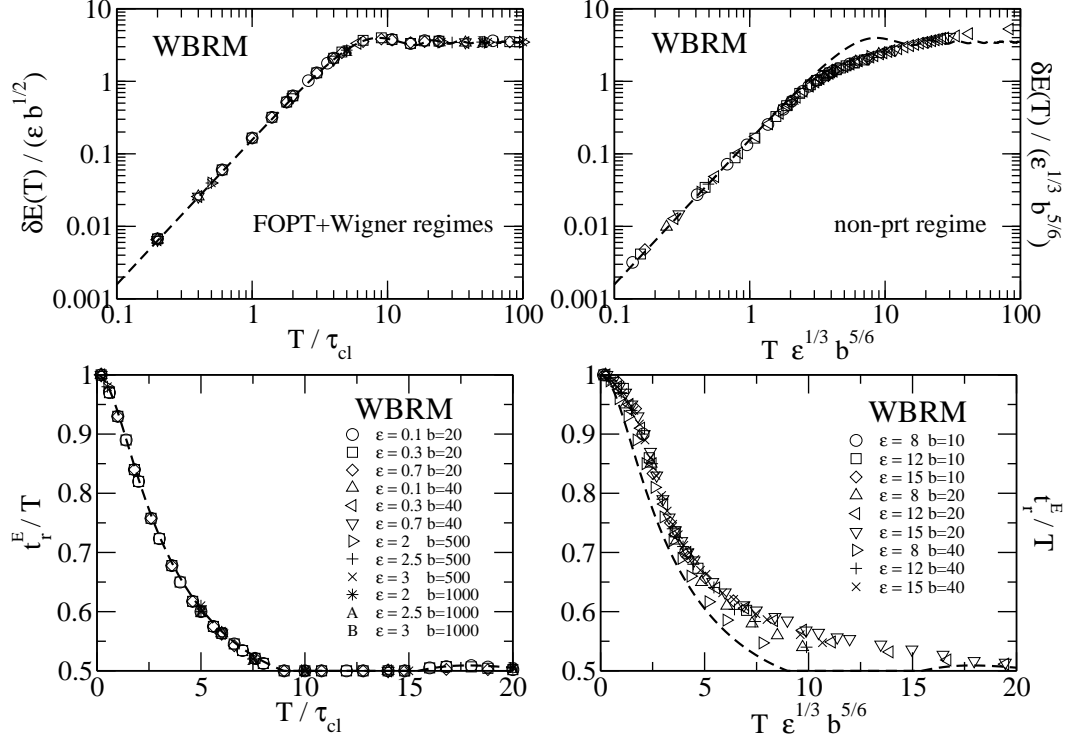 10
1
0.1
0.01
0.001
0.1
1
10
100
δE(T) / (ε b^{1/2})
T / τ_{cl}
WBRM
FOPT+Wigner regimes
10
1
0.1
0.01
0.001
0.1
1
10
100
δE(T) / (ε^{1/3} b^{5/6})
T ε^{1/3} b^{5/6}
WBRM
non-prt regime
1
0.9
0.8
0.7
0.6
0.5
0
5
10
15
20
t_r^E / T
T / τ_{cl}
WBRM
ε = 0.1 b=20
ε = 0.3 b=20
ε = 0.7 b=20
ε = 0.1 b=40
ε = 0.3 b=40
ε = 0.7 b=40
ε = 2 b=500
ε = 2.5 b=500
ε = 3 b=500
ε = 2 b=1000
A ε = 2.5 b=1000
B ε = 3 b=1000
1
0.9
0.8
0.7
0.6
0.5
0
5
10
15
20
t_r^E / T
T ε^{1/3} b^{5/6}
WBRM
ε = 8 b=10
ε = 12 b=10
ε = 15 b=10
ε = 8 b=20
ε = 12 b=20
ε = 15 b=20
ε = 8 b=40
ε = 12 b=40
ε = 15 b=40